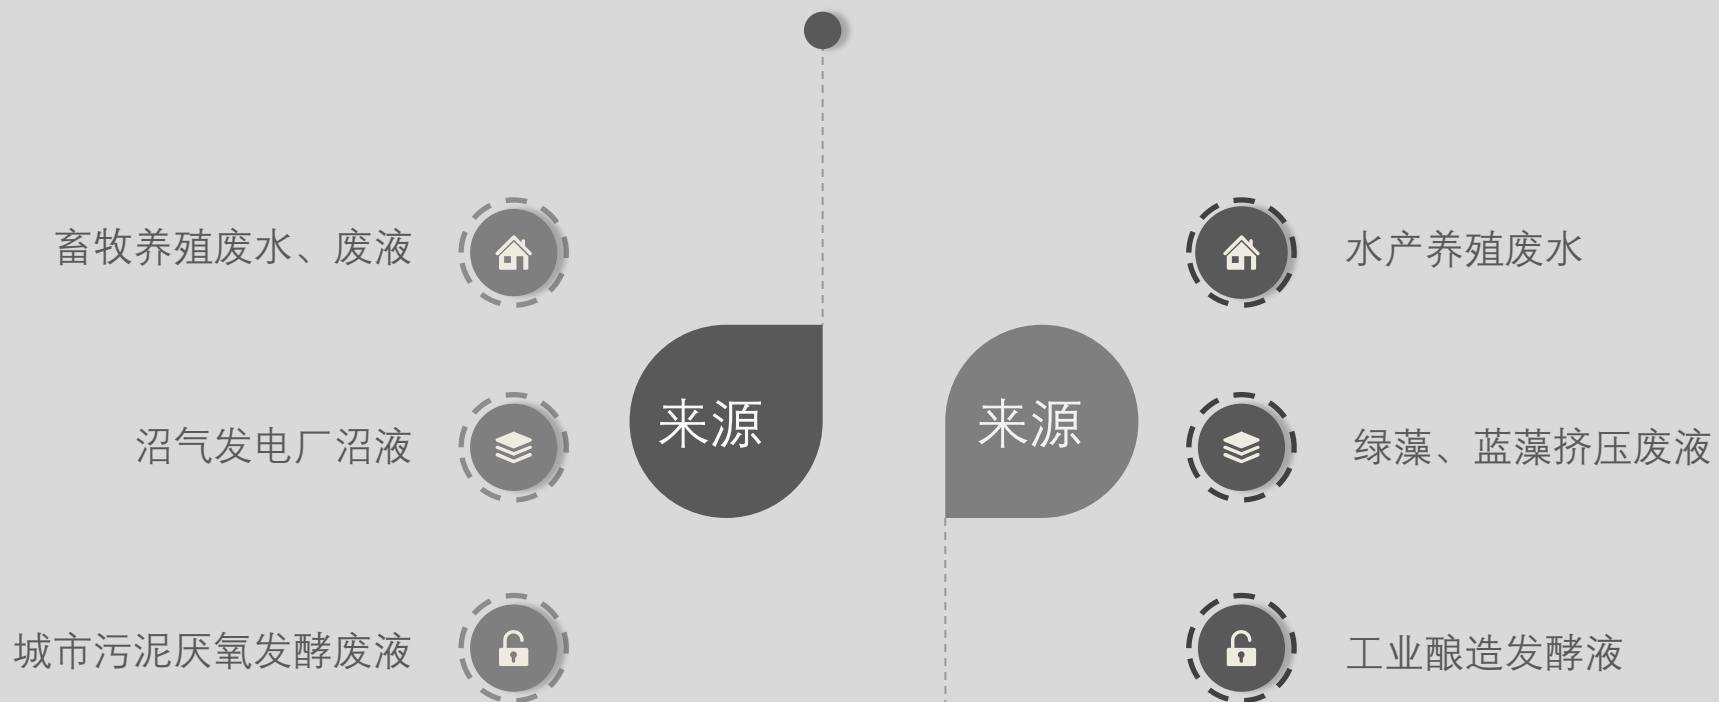 畜牧养殖废水、废液
沼气发电厂沼液
城市污泥厌氧发酵废液
来源
来源
水产养殖废水
绿藻、蓝藻挤压废液
工业酿造发酵液